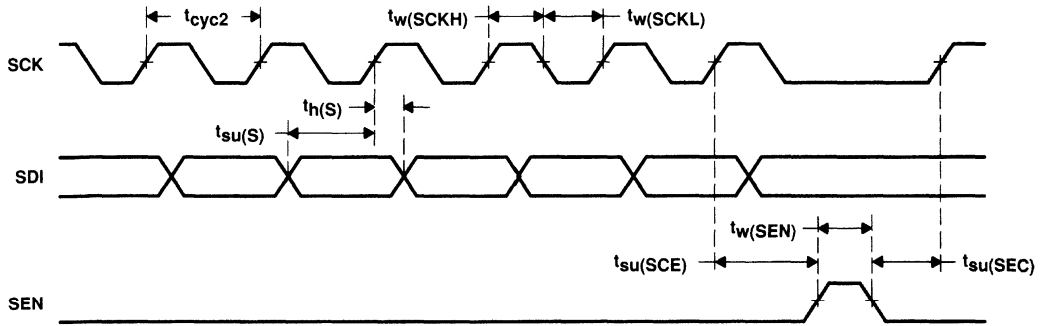 tcyc2
tw(SCKH)
tw(SCKL)
SCK
th(S)
tsu(S)
SDI
tw(SEN)
tsu(SCE)
tsu(SEC)
SEN